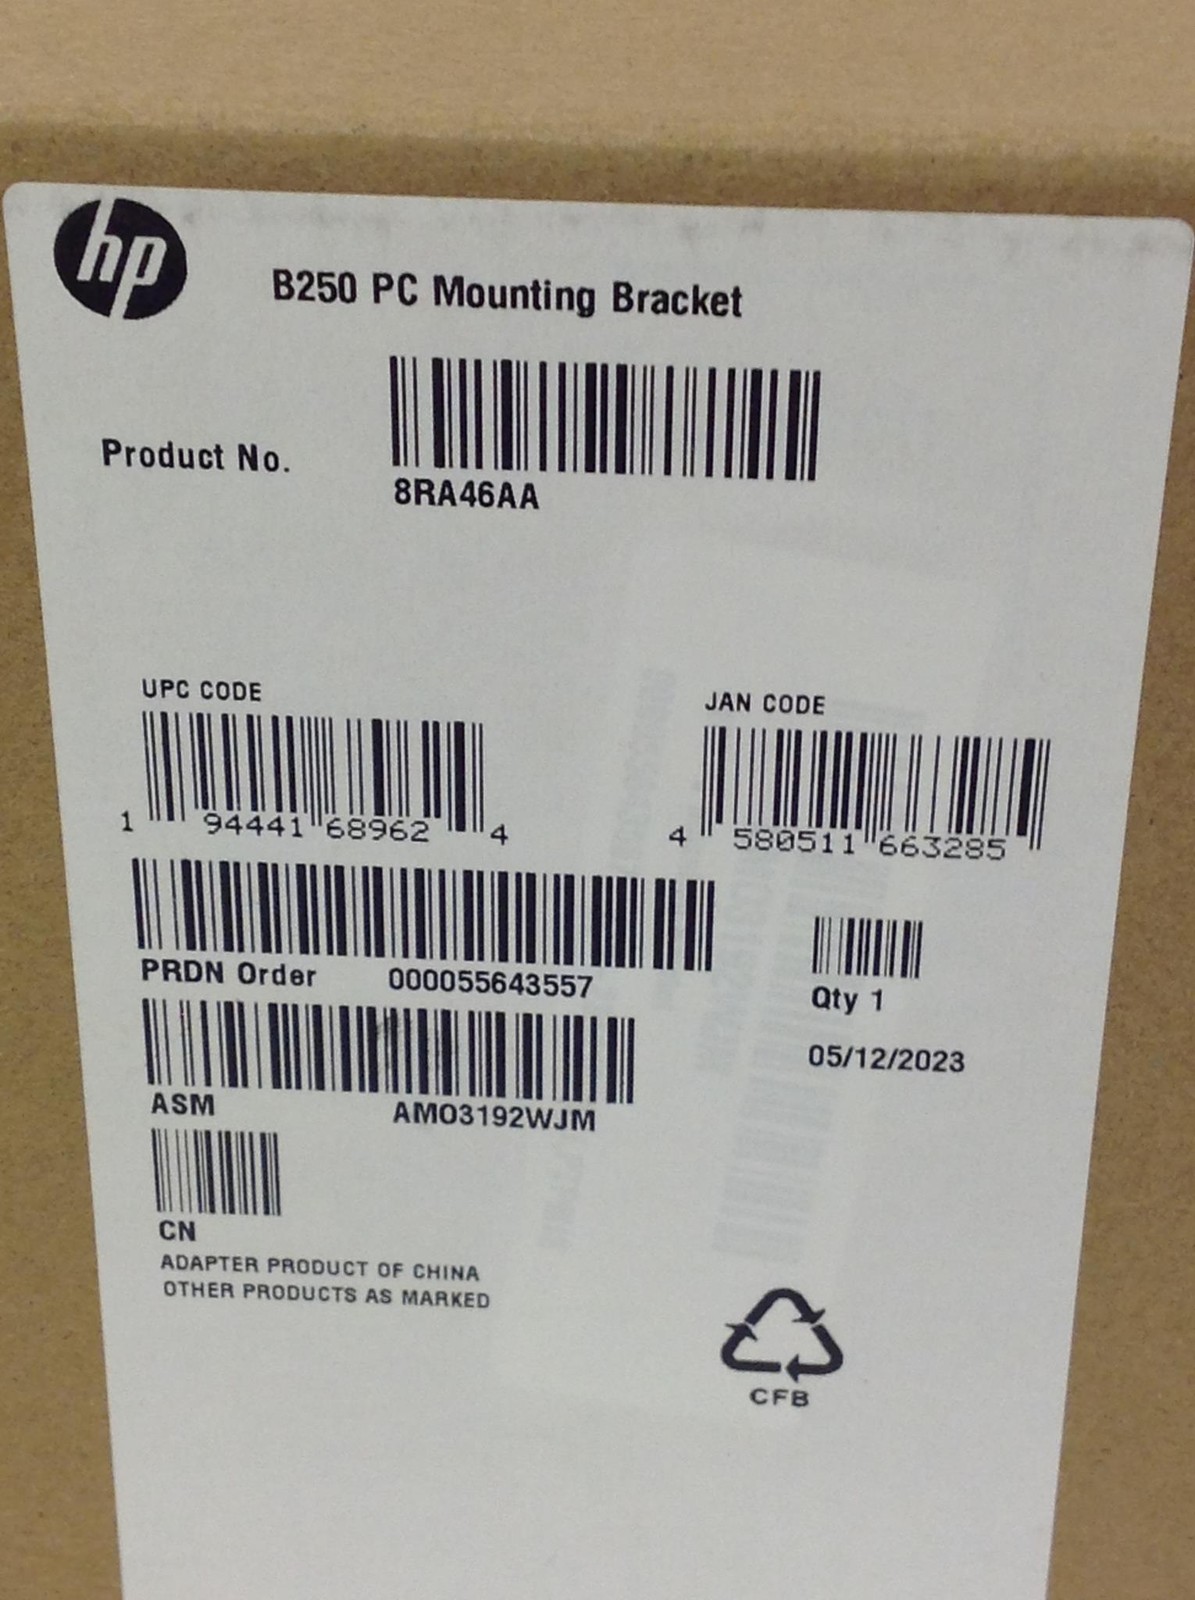 hp
B250 PC Mounting Bracket
Product No.
8RA46AA
UPC CODE
JAN CODE
1 94441 68962 4
4 580511 663285
PRDN Order 000055643557
Qty 1
05/12/2023
ASM AMO3192WJM
CN
ADAPTER PRODUCT OF CHINA
OTHER PRODUCTS AS MARKED
CFB